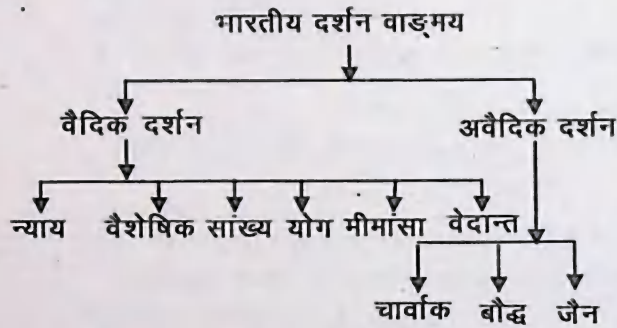 भारतीय दर्शन वाङ्मय
वैदिक दर्शन अवैदिक दर्शन
न्याय वैशेषिक सांख्य योग मीमांसा वेदान्त
चार्वाक बौद्ध जैन